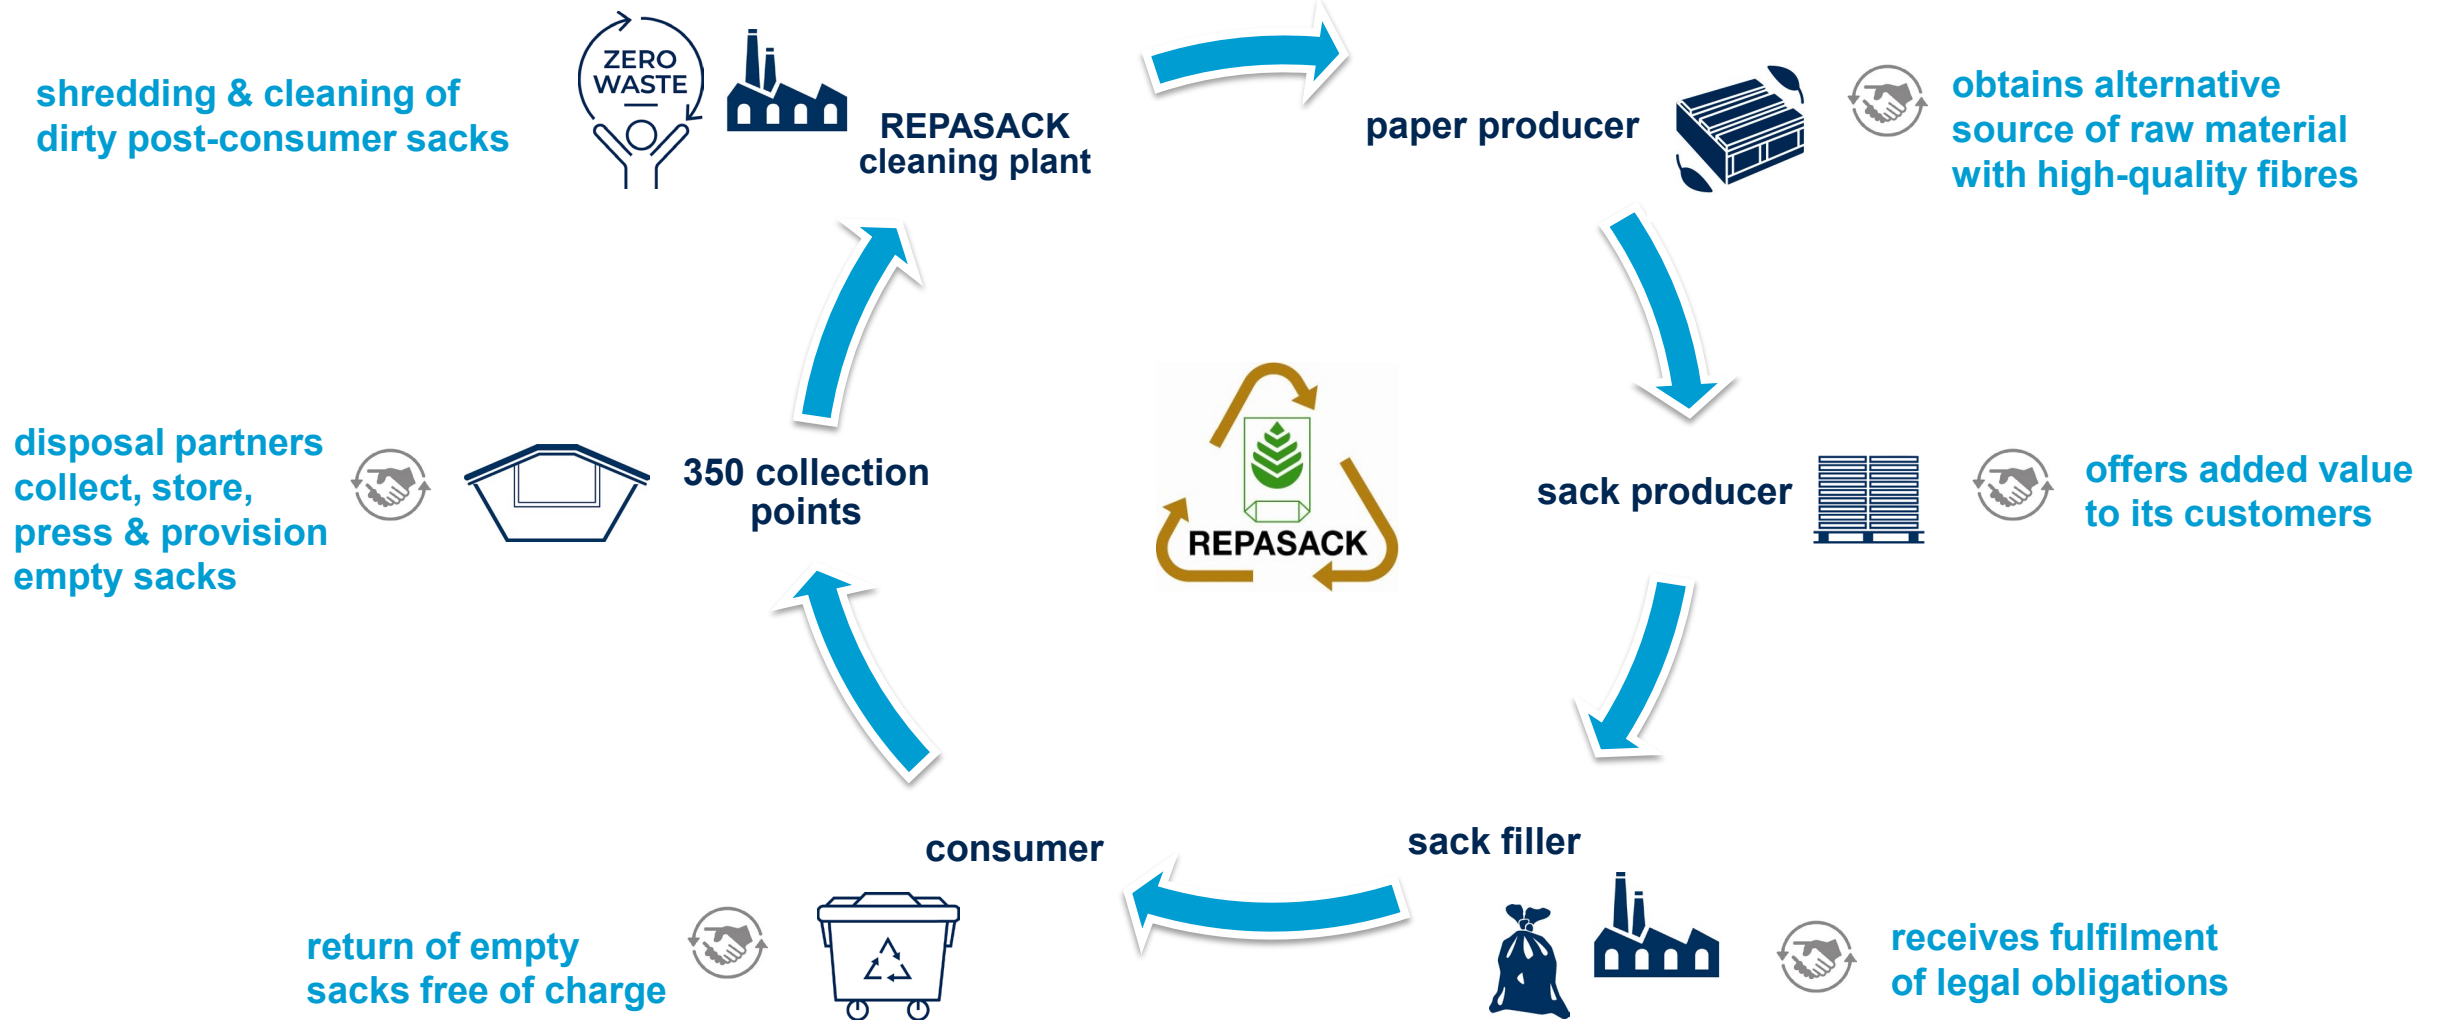 shredding & cleaning of
dirty post-consumer sacks
ZERO
WASTE
REPASACK
cleaning plant
paper producer
obtains alternative
source of raw material
with high-quality fibres
disposal partners
collect, store,
press & provision
empty sacks
350 collection
points
REPASACK
sack producer
offers added value
to its customers
consumer
return of empty
sacks free of charge
sack filler
receives fulfilment
of legal obligations